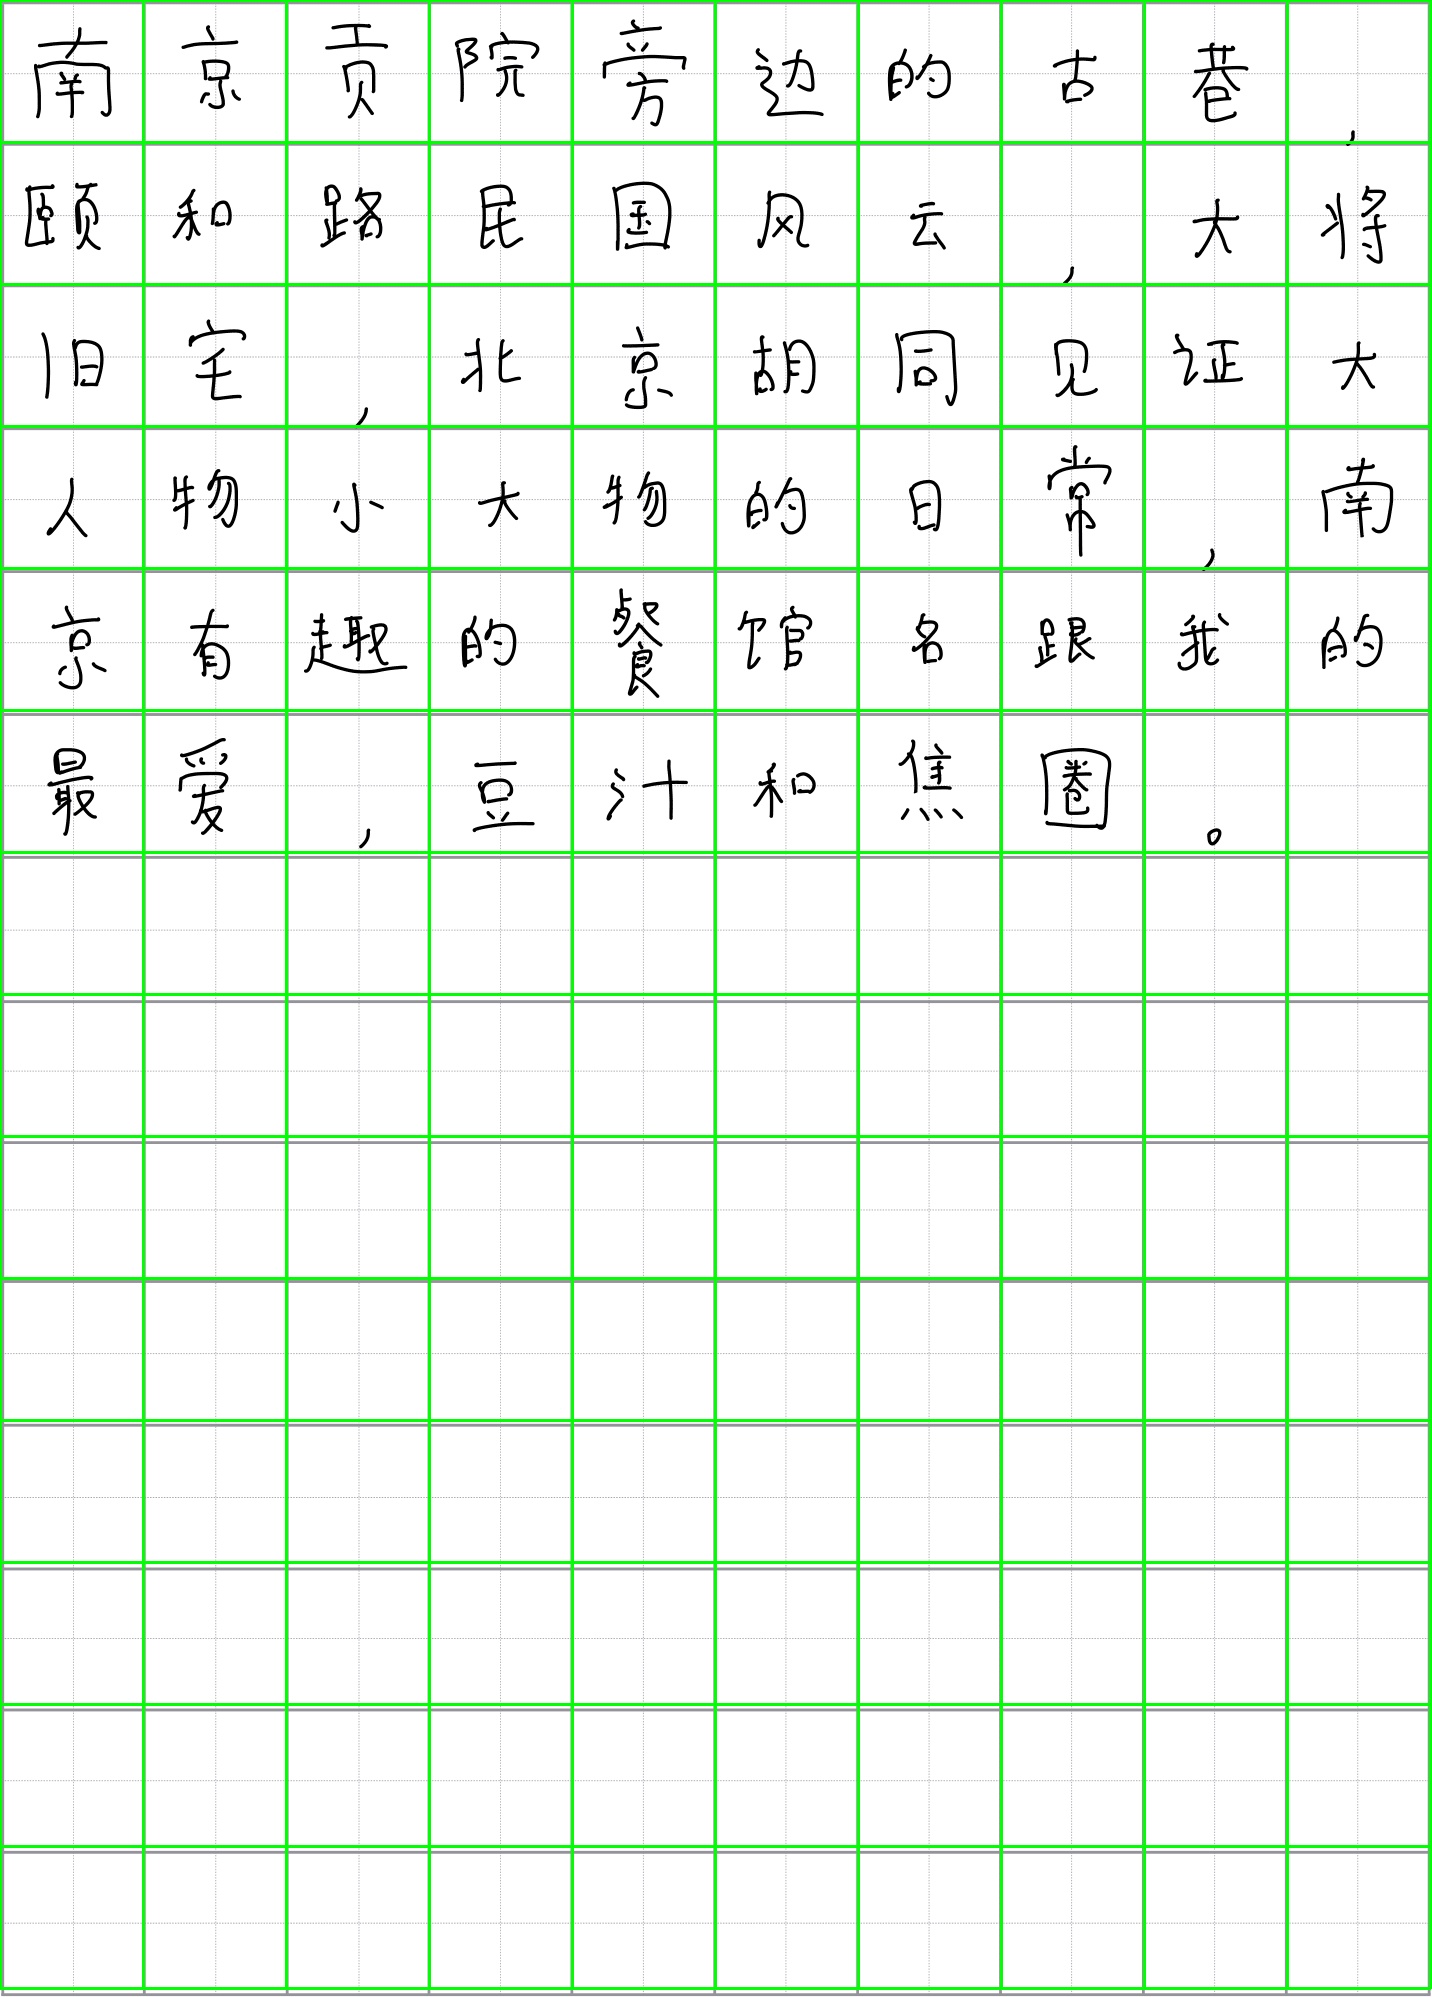 南京贡院旁边的古巷,
颐和路民国风云,大将
旧宅,北京胡同见证大
人物小大物的日常,南
京有趣的餐馆名跟我的
最爱,豆汁和焦圈。